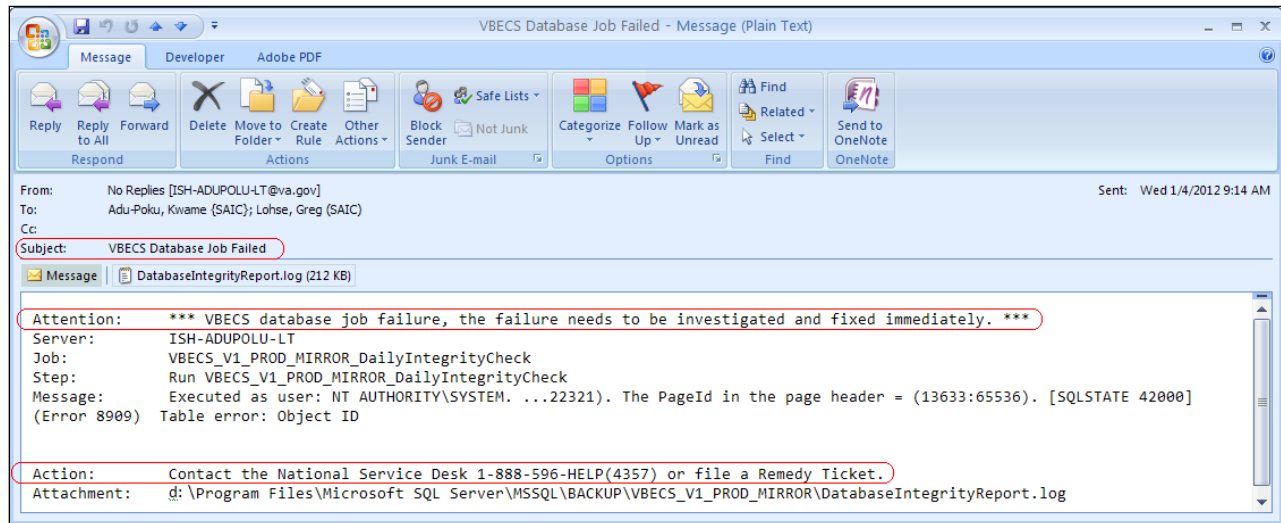 VBECS Database Job Failed - Message (Plain Text)
Message Developer Adobe PDF
Reply Reply to All Forward
Respond
Delete Move to Folder Create Rule Other Actions
Actions
Block Sender Safe Lists Not Junk
Junk E-mail
Categorize Follow Up Mark as Unread
Options
Find Related Select
Find
Send to OneNote
OneNote
From: No Replies [ISH-ADUPOLU-LT@va.gov] Sent: Wed 1/4/2012 9:14 AM
To: Adu-Poku, Kwame {SAIC}; Lohse, Greg (SAIC)
Cc:
Subject: VBECS Database Job Failed
Message DatabaseIntegrityReport.log (212 KB)
Attention: *** VBECS database job failure, the failure needs to be investigated and fixed immediately. ***
Server: ISH-ADUPOLU-LT
Job: VBECS_V1_PROD_MIRROR_DailyIntegrityCheck
Step: Run VBECS_V1_PROD_MIRROR_DailyIntegrityCheck
Message: Executed as user: NT AUTHORITY\SYSTEM. ...22321). The PageId in the page header = (13633:65536). [SQLSTATE 42000]
(Error 8909) Table error: Object ID
Action: Contact the National Service Desk 1-888-596-HELP(4357) or file a Remedy Ticket.
Attachment: d:\Program Files\Microsoft SQL Server\MSSQL\BACKUP\VBECS_V1_PROD_MIRROR\DatabaseIntegrityReport.log